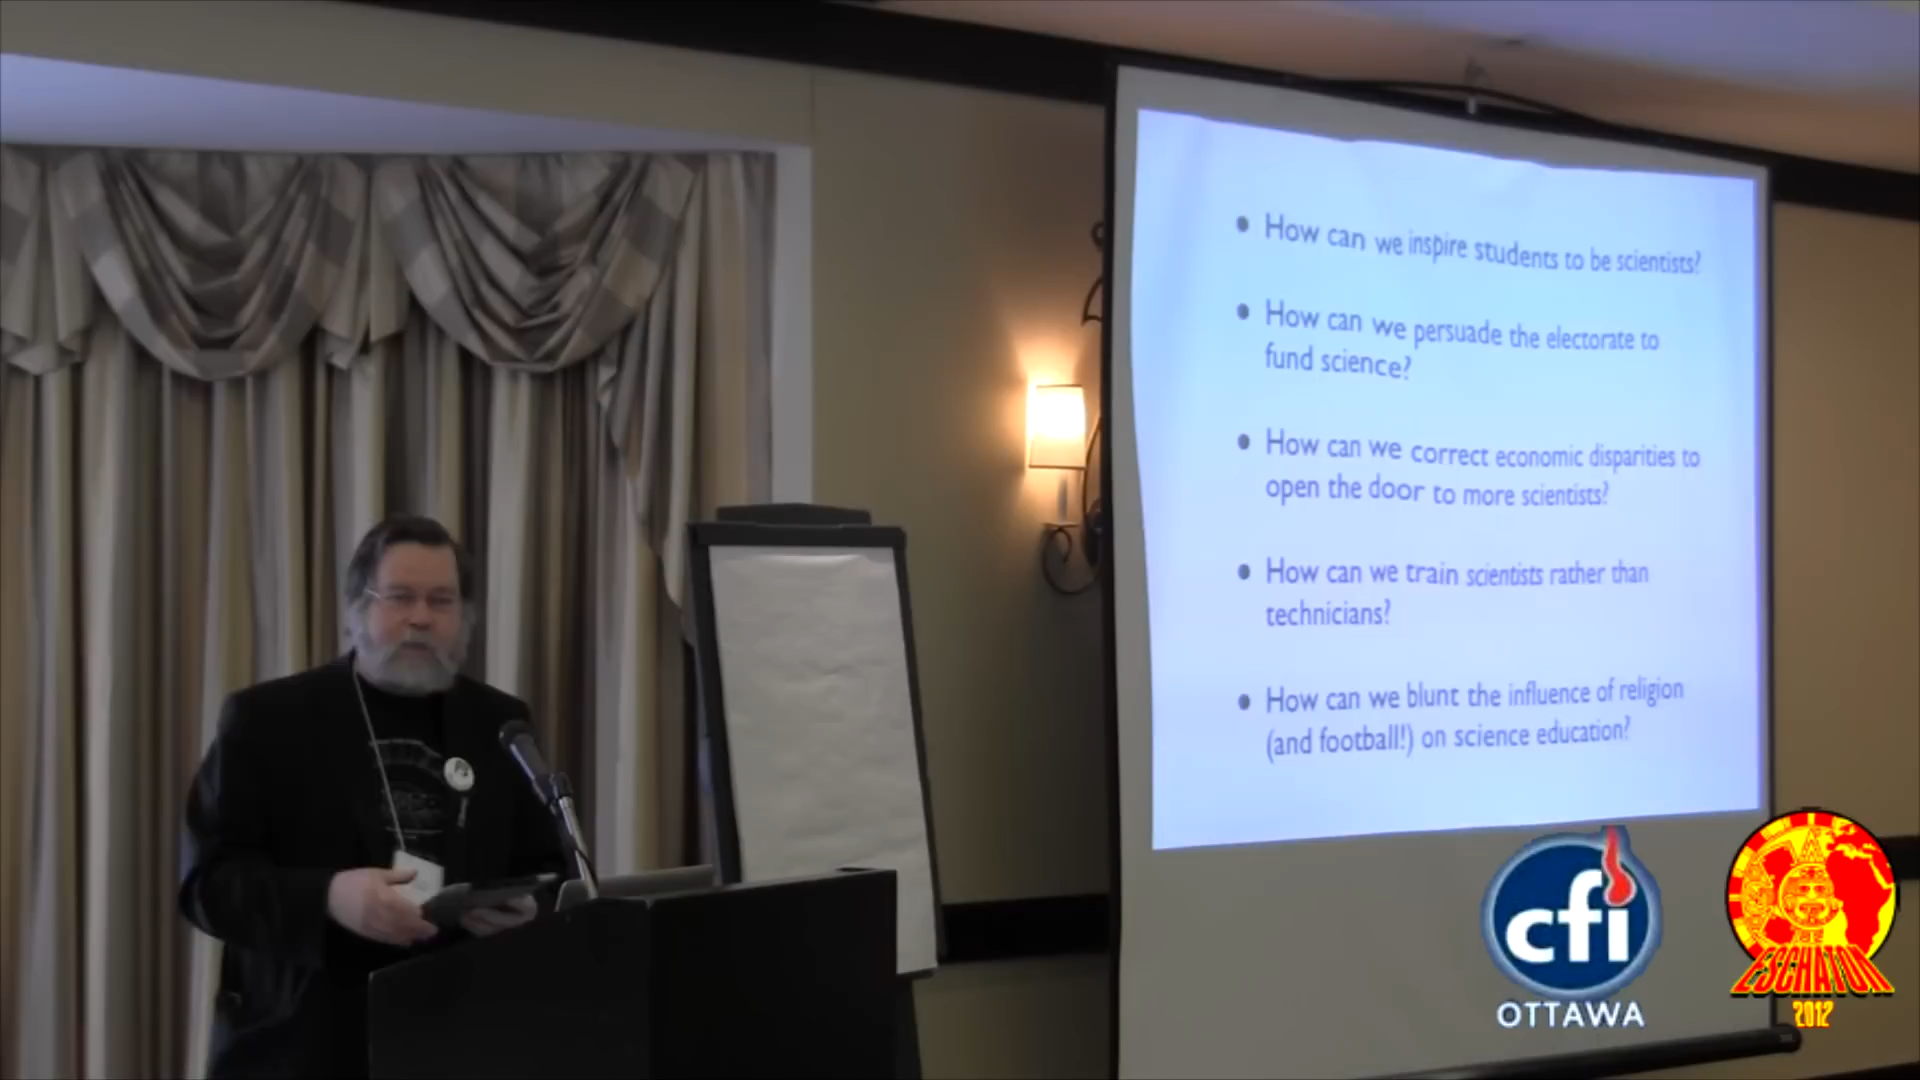 How can we inspire students to be scientists?
How can we persuade the electorate to
fund science?
How can we correct economic disparities to
open the door to more scientists?
How can we train scientists rather than
technicians?
How can we blunt the influence of religion
(and football!) on science education?
cfi
OTTAWA
ESCHATON
2012